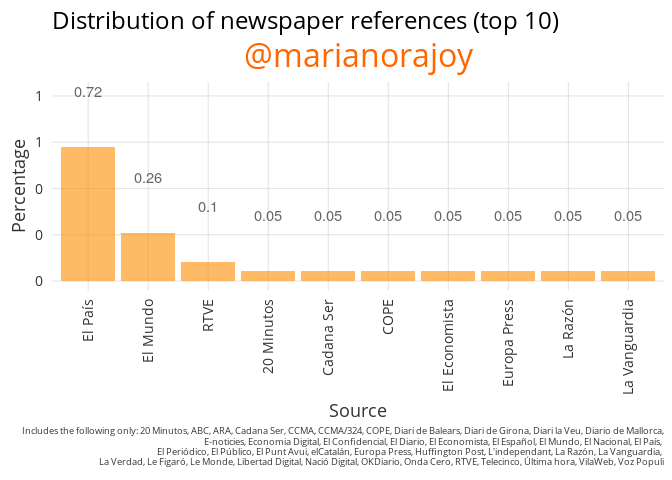 Distribution of newspaper references (top 10)
@marianorajoy
Percentage
1
1
0
0
0
0.72
0.26
0.1
0.05
0.05
0.05
0.05
0.05
0.05
0.05
El País
El Mundo
RTVE
20 Minutos
Cadana Ser
COPE
El Economista
Europa Press
La Razón
La Vanguardia
Source
Includes the following only: 20 Minutos, ABC, ARA, Cadana Ser, CCMA, CCMA/324, COPE, Diari de Balears, Diari de Girona, Diari la Veu, Diario de Mallorca,
E-noticies, Economia Digital, El Confidencial, El Diario, El Economista, El Español, El Mundo, El Nacional, El País,
El Periódico, El Público, El Punt Avui, elCatalán, Europa Press, Huffington Post, L'independant, La Razón, La Vanguardia,
La Verdad, Le Figaró, Le Monde, Libertad Digital, Nació Digital, OKDiario, Onda Cero, RTVE, Telecinco, Última hora, VilaWeb, Voz Populi